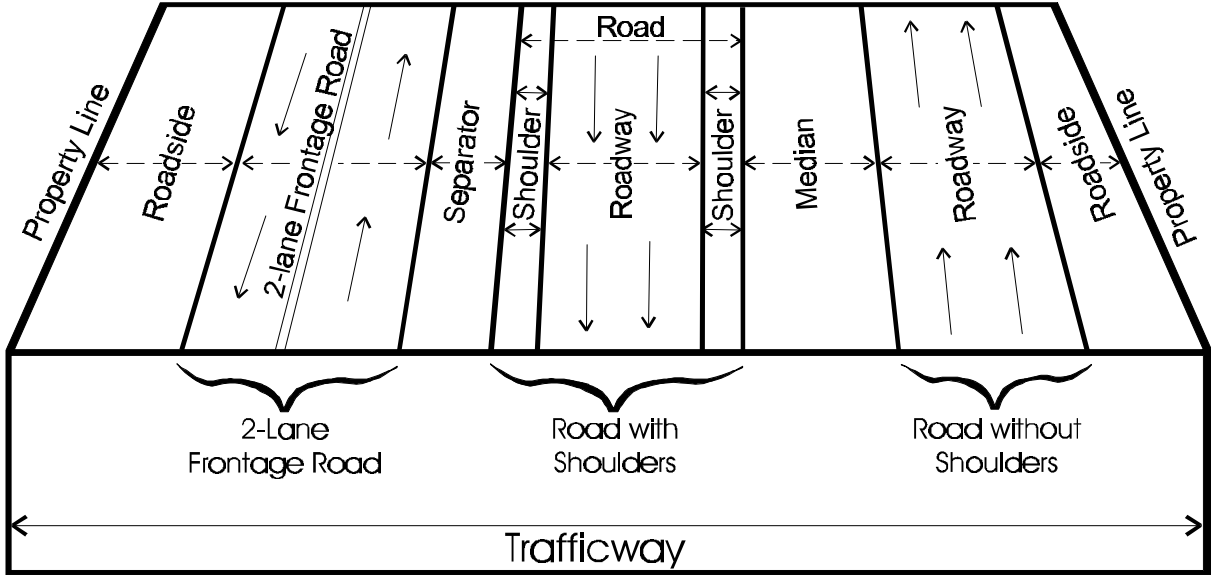 Road
Property Line
Roadside
2-lane Frontage Road
Separator
Shoulder
Roadway
Shoulder
Median
Roadway
Roadside
Property Line
2-Lane
Frontage Road
Road with
Shoulders
Road without
Shoulders
Trafficway